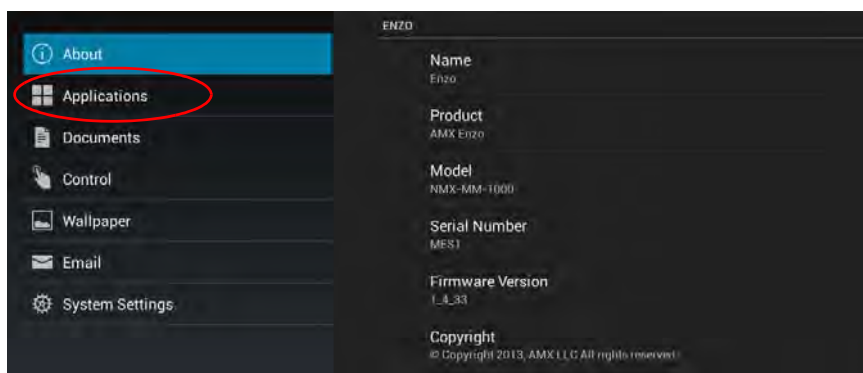 ENZO
About
Applications
Documents
Control
Wallpaper
Email
System Settings
Name
Enzo
Product
AMX Enzo
Model
NMX-MM-1000
Serial Number
MES1
Firmware Version
1_4_33
Copyright
© Copyright 2013, AMX LLC All rights reserved.